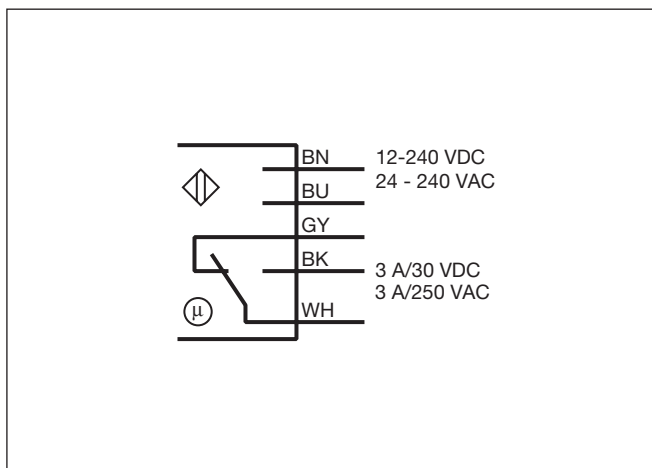 BN 12-240 VDC
24 - 240 VAC
BU
GY
BK 3 A/30 VDC
3 A/250 VAC
µ
WH